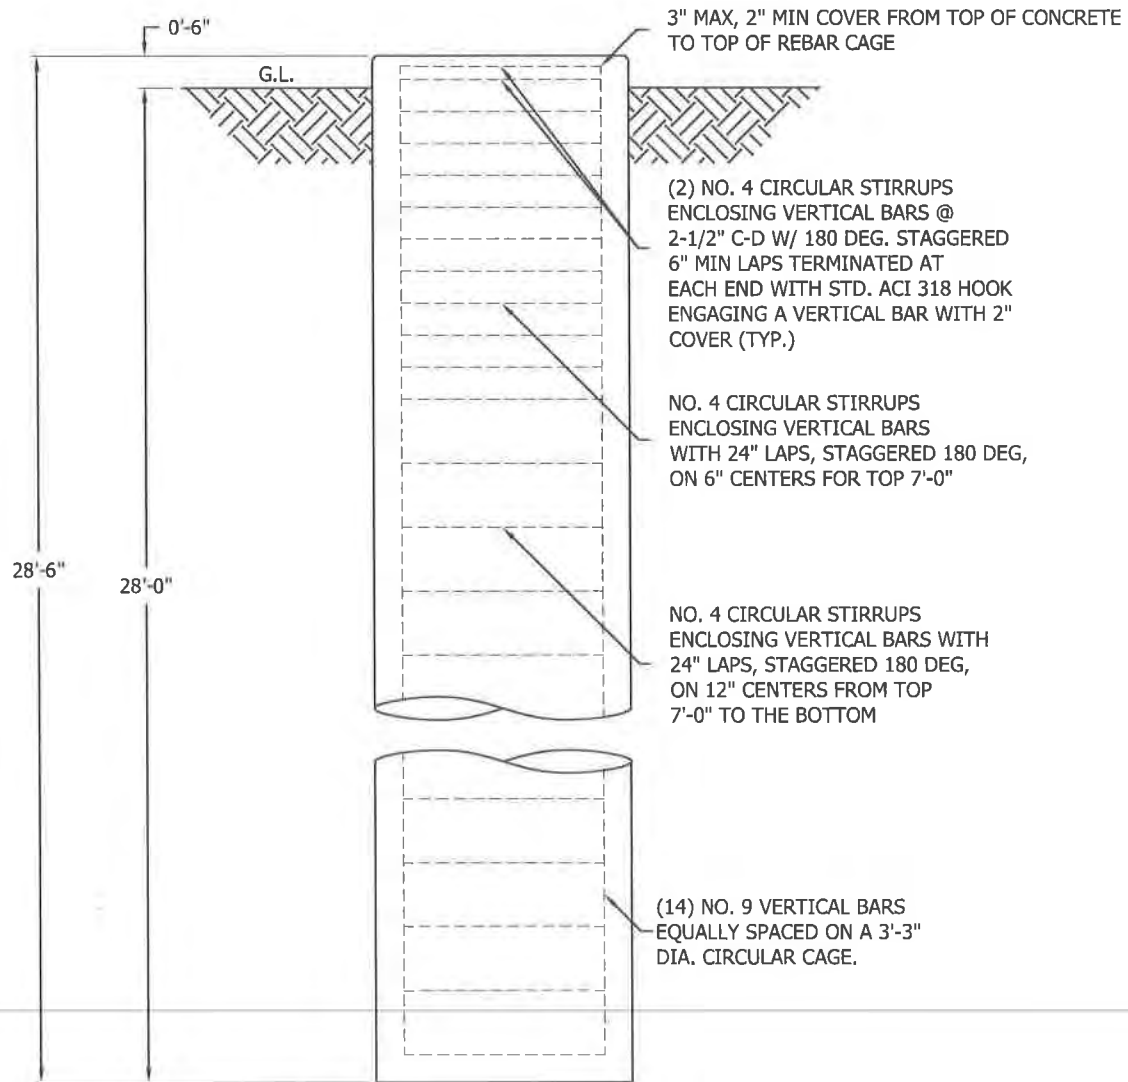 0'-6"
3" MAX, 2" MIN COVER FROM TOP OF CONCRETE
TO TOP OF REBAR CAGE
G.L.
(2) NO. 4 CIRCULAR STIRRUPS
ENCLOSING VERTICAL BARS @
2-1/2" C-D W/ 180 DEG. STAGGERED
6" MIN LAPS TERMINATED AT
EACH END WITH STD. ACI 318 HOOK
ENGAGING A VERTICAL BAR WITH 2"
COVER (TYP.)
NO. 4 CIRCULAR STIRRUPS
ENCLOSING VERTICAL BARS
WITH 24" LAPS, STAGGERED 180 DEG,
ON 6" CENTERS FOR TOP 7'-0"
28'-6"
28'-0"
NO. 4 CIRCULAR STIRRUPS
ENCLOSING VERTICAL BARS WITH
24" LAPS, STAGGERED 180 DEG,
ON 12" CENTERS FROM TOP
7'-0" TO THE BOTTOM
(14) NO. 9 VERTICAL BARS
EQUALLY SPACED ON A 3'-3"
DIA. CIRCULAR CAGE.